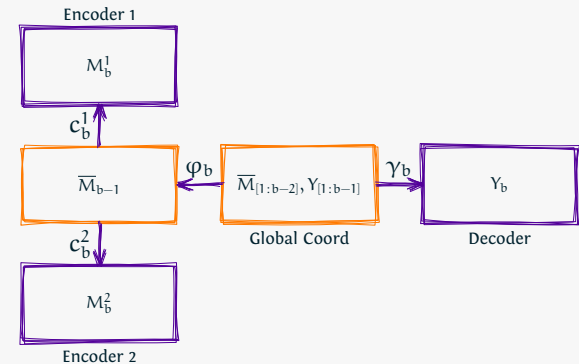 Encoder 1
M_b^1
c_b^1
M̅_{b−1}
φ_b
M̅_{[1:b−2]}, Y_{[1:b−1]}
γ_b
Y_b
Global Coord
Decoder
c_b^2
M_b^2
Encoder 2